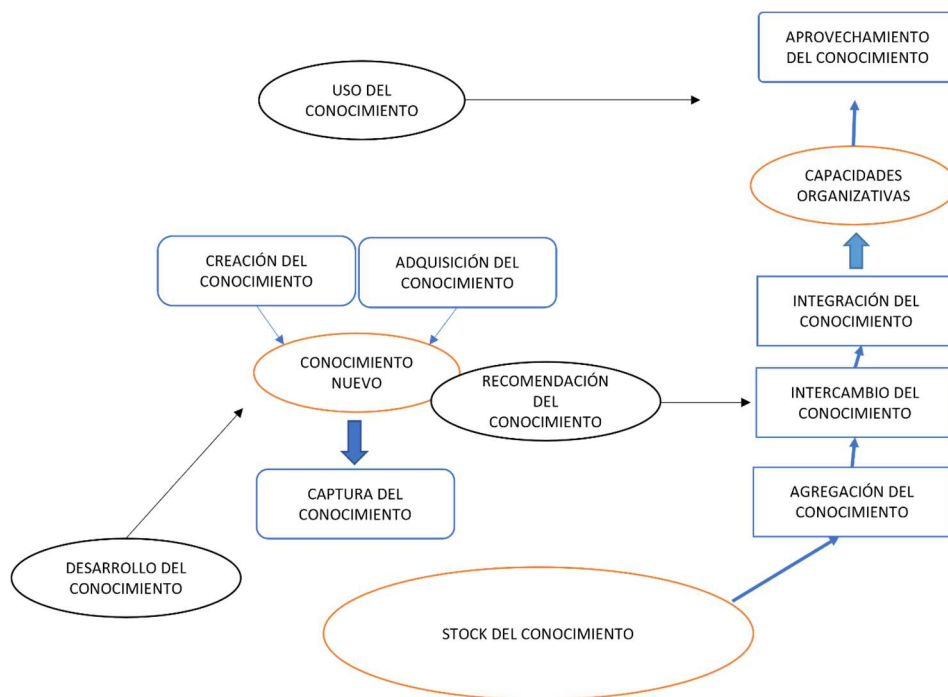 APROVECHAMIENTO
DEL CONOCIMIENTO
USO DEL
CONOCIMIENTO
CAPACIDADES
ORGANIZATIVAS
CREACIÓN DEL
CONOCIMIENTO
ADQUISICIÓN DEL
CONOCIMIENTO
INTEGRACIÓN DEL
CONOCIMIENTO
CONOCIMIENTO
NUEVO
RECOMENDACIÓN
DEL
CONOCIMIENTO
INTERCAMBIO DEL
CONOCIMIENTO
CAPTURA DEL
CONOCIMIENTO
AGREGACIÓN DEL
CONOCIMIENTO
DESARROLLO DEL
CONOCIMIENTO
STOCK DEL CONOCIMIENTO